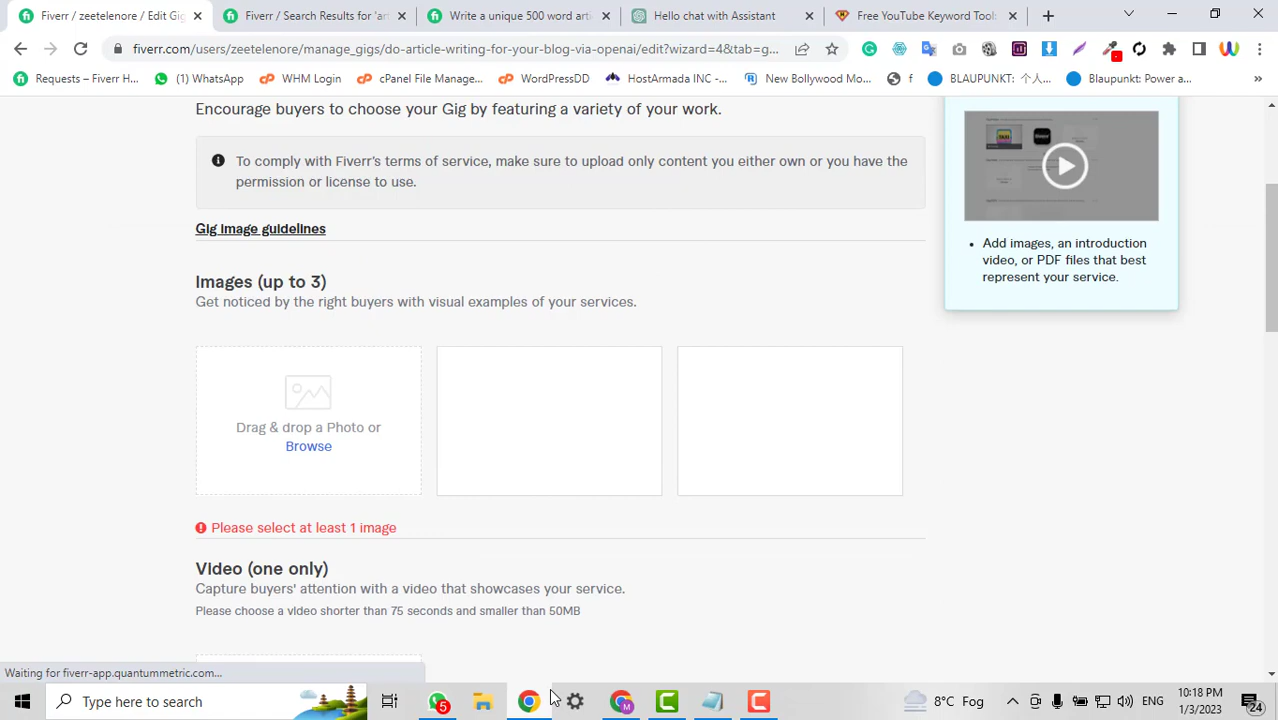 Fiverr / zeetelenore / Edit Gig
Fiverr / Search Results for 'ar
Write a unique 500 word article
Hello chat with Assistant
Free YouTube Keyword Tool:
fiverr.com/users/zeetelenore/manage_gigs/do-article-writing-for-your-blog-via-openai/edit?wizard=4&tab=g...
Requests – Fiverr H...
(1) WhatsApp
WHM Login
cPanel File Manage...
WordPressDD
HostArmada INC -...
New Bollywood Mo...
f
BLAUPUNKT: 个人...
Blaupunkt: Power a...
Encourage buyers to choose your Gig by featuring a variety of your work.
To comply with Fiverr's terms of service, make sure to upload only content you either own or you have the
permission or license to use.
Gig image guidelines
Add images, an introduction
video, or PDF files that best
represent your service.
Images (up to 3)
Get noticed by the right buyers with visual examples of your services.
Drag & drop a Photo or
Browse
Please select at least 1 image
Video (one only)
Capture buyers' attention with a video that showcases your service.
Please choose a video shorter than 75 seconds and smaller than 50MB
Waiting for fiverr-app.quantummetric.com...
Type here to search
5
8°C Fog
ENG
10:18 PM
1/3/2023
24